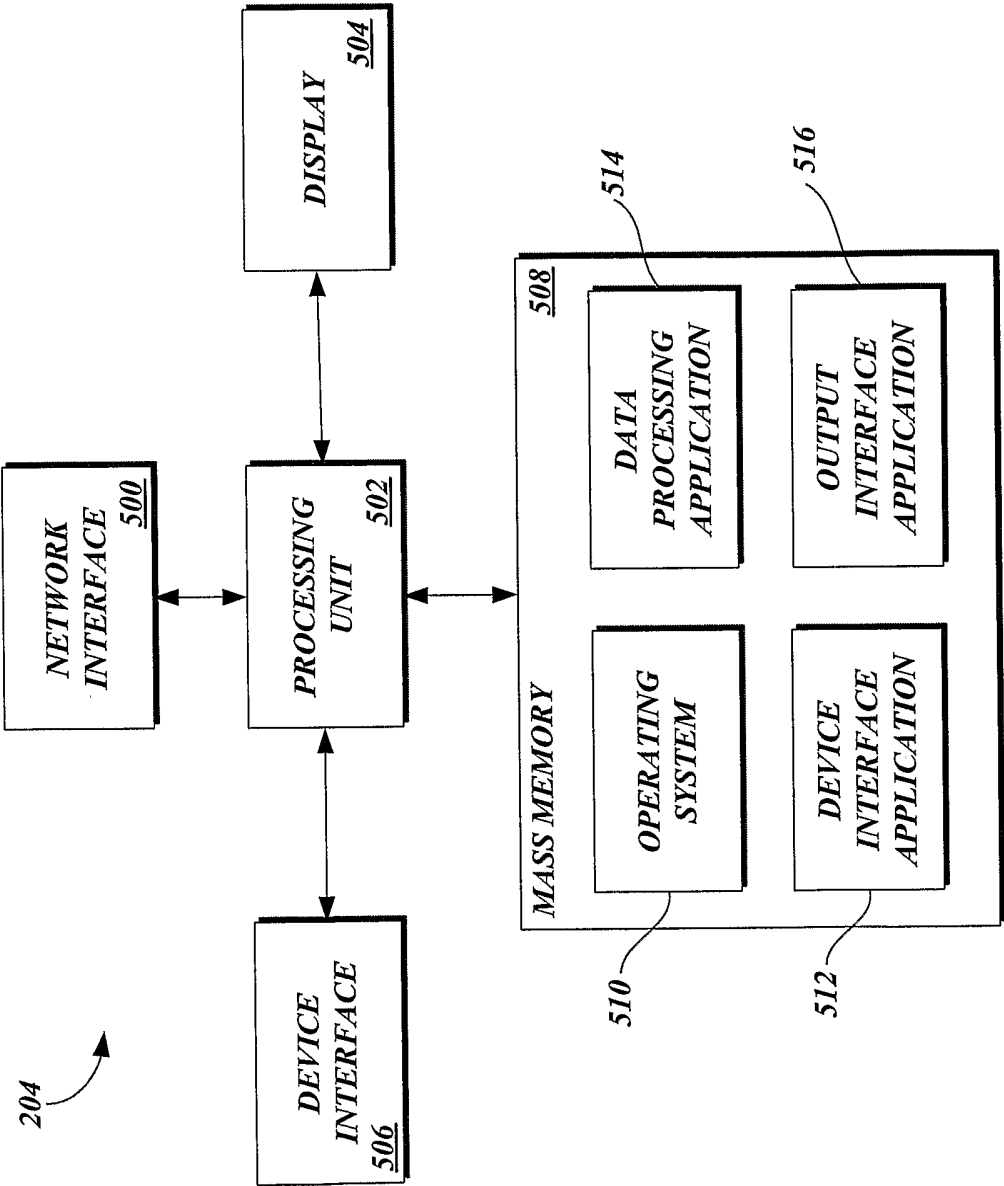 204
NETWORK
INTERFACE
500
DEVICE
INTERFACE
506
PROCESSING
UNIT
502
DISPLAY
504
MASS MEMORY
508
OPERATING
SYSTEM
510
DATA
PROCESSING
APPLICATION
514
DEVICE
INTERFACE
APPLICATION
512
OUTPUT
INTERFACE
APPLICATION
516